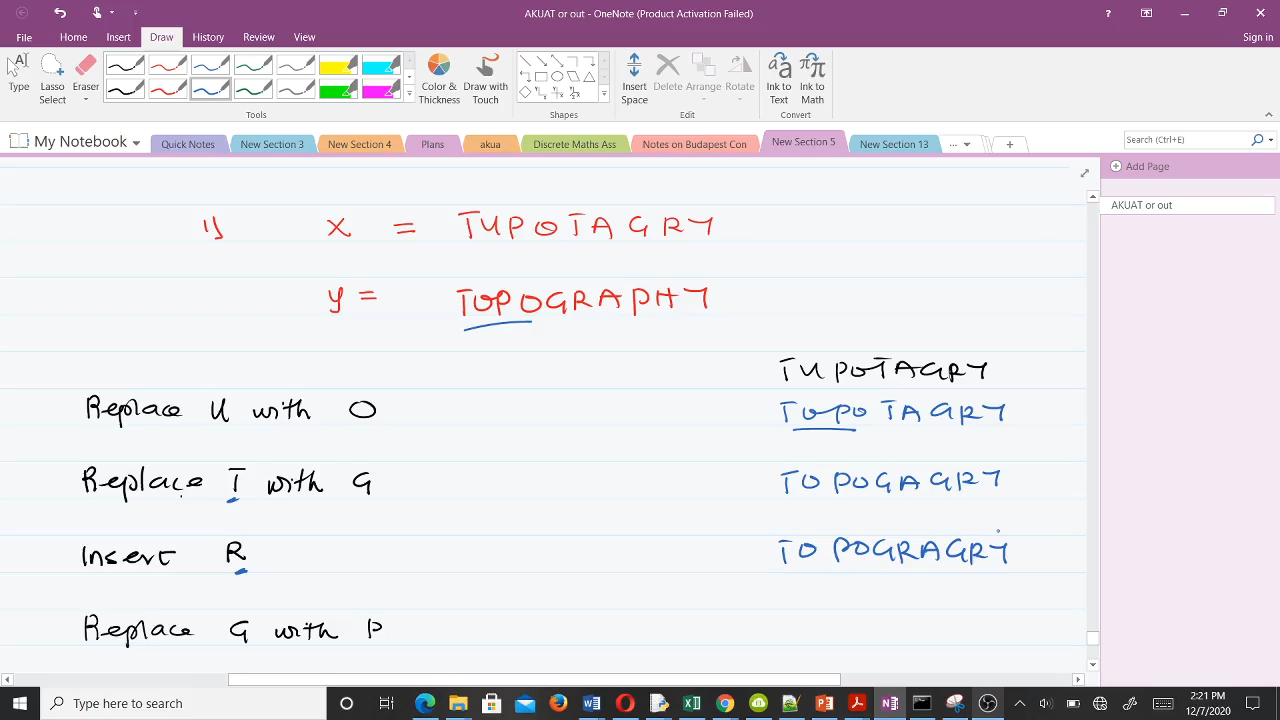 AKUAT or out - OneNote (Product Activation Failed)
File Home Insert Draw History Review View
Sign in
Type
Lasso Select
Eraser
Color & Thickness
Draw with Touch
Insert Space
Delete
Arrange
Rotate
Ink to Text
Ink to Math
Tools
Shapes
Edit
Convert
My Notebook
Quick Notes
New Section 3
New Section 4
Plans
akua
Discrete Maths Ass
Notes on Budapest Con
New Section 5
New Section 13
...
Search (Ctrl+E)
Add Page
AKUAT or out
X = TUPOTAGRY
y = TOPOGRAPHY
TUPOTAGRY
Replace U with O TOPOTAGRY
Replace T with G TOPOGAGRY
Insert R TOPOGRAGRY
Replace G with P
Type here to search
2:21 PM
12/7/2020